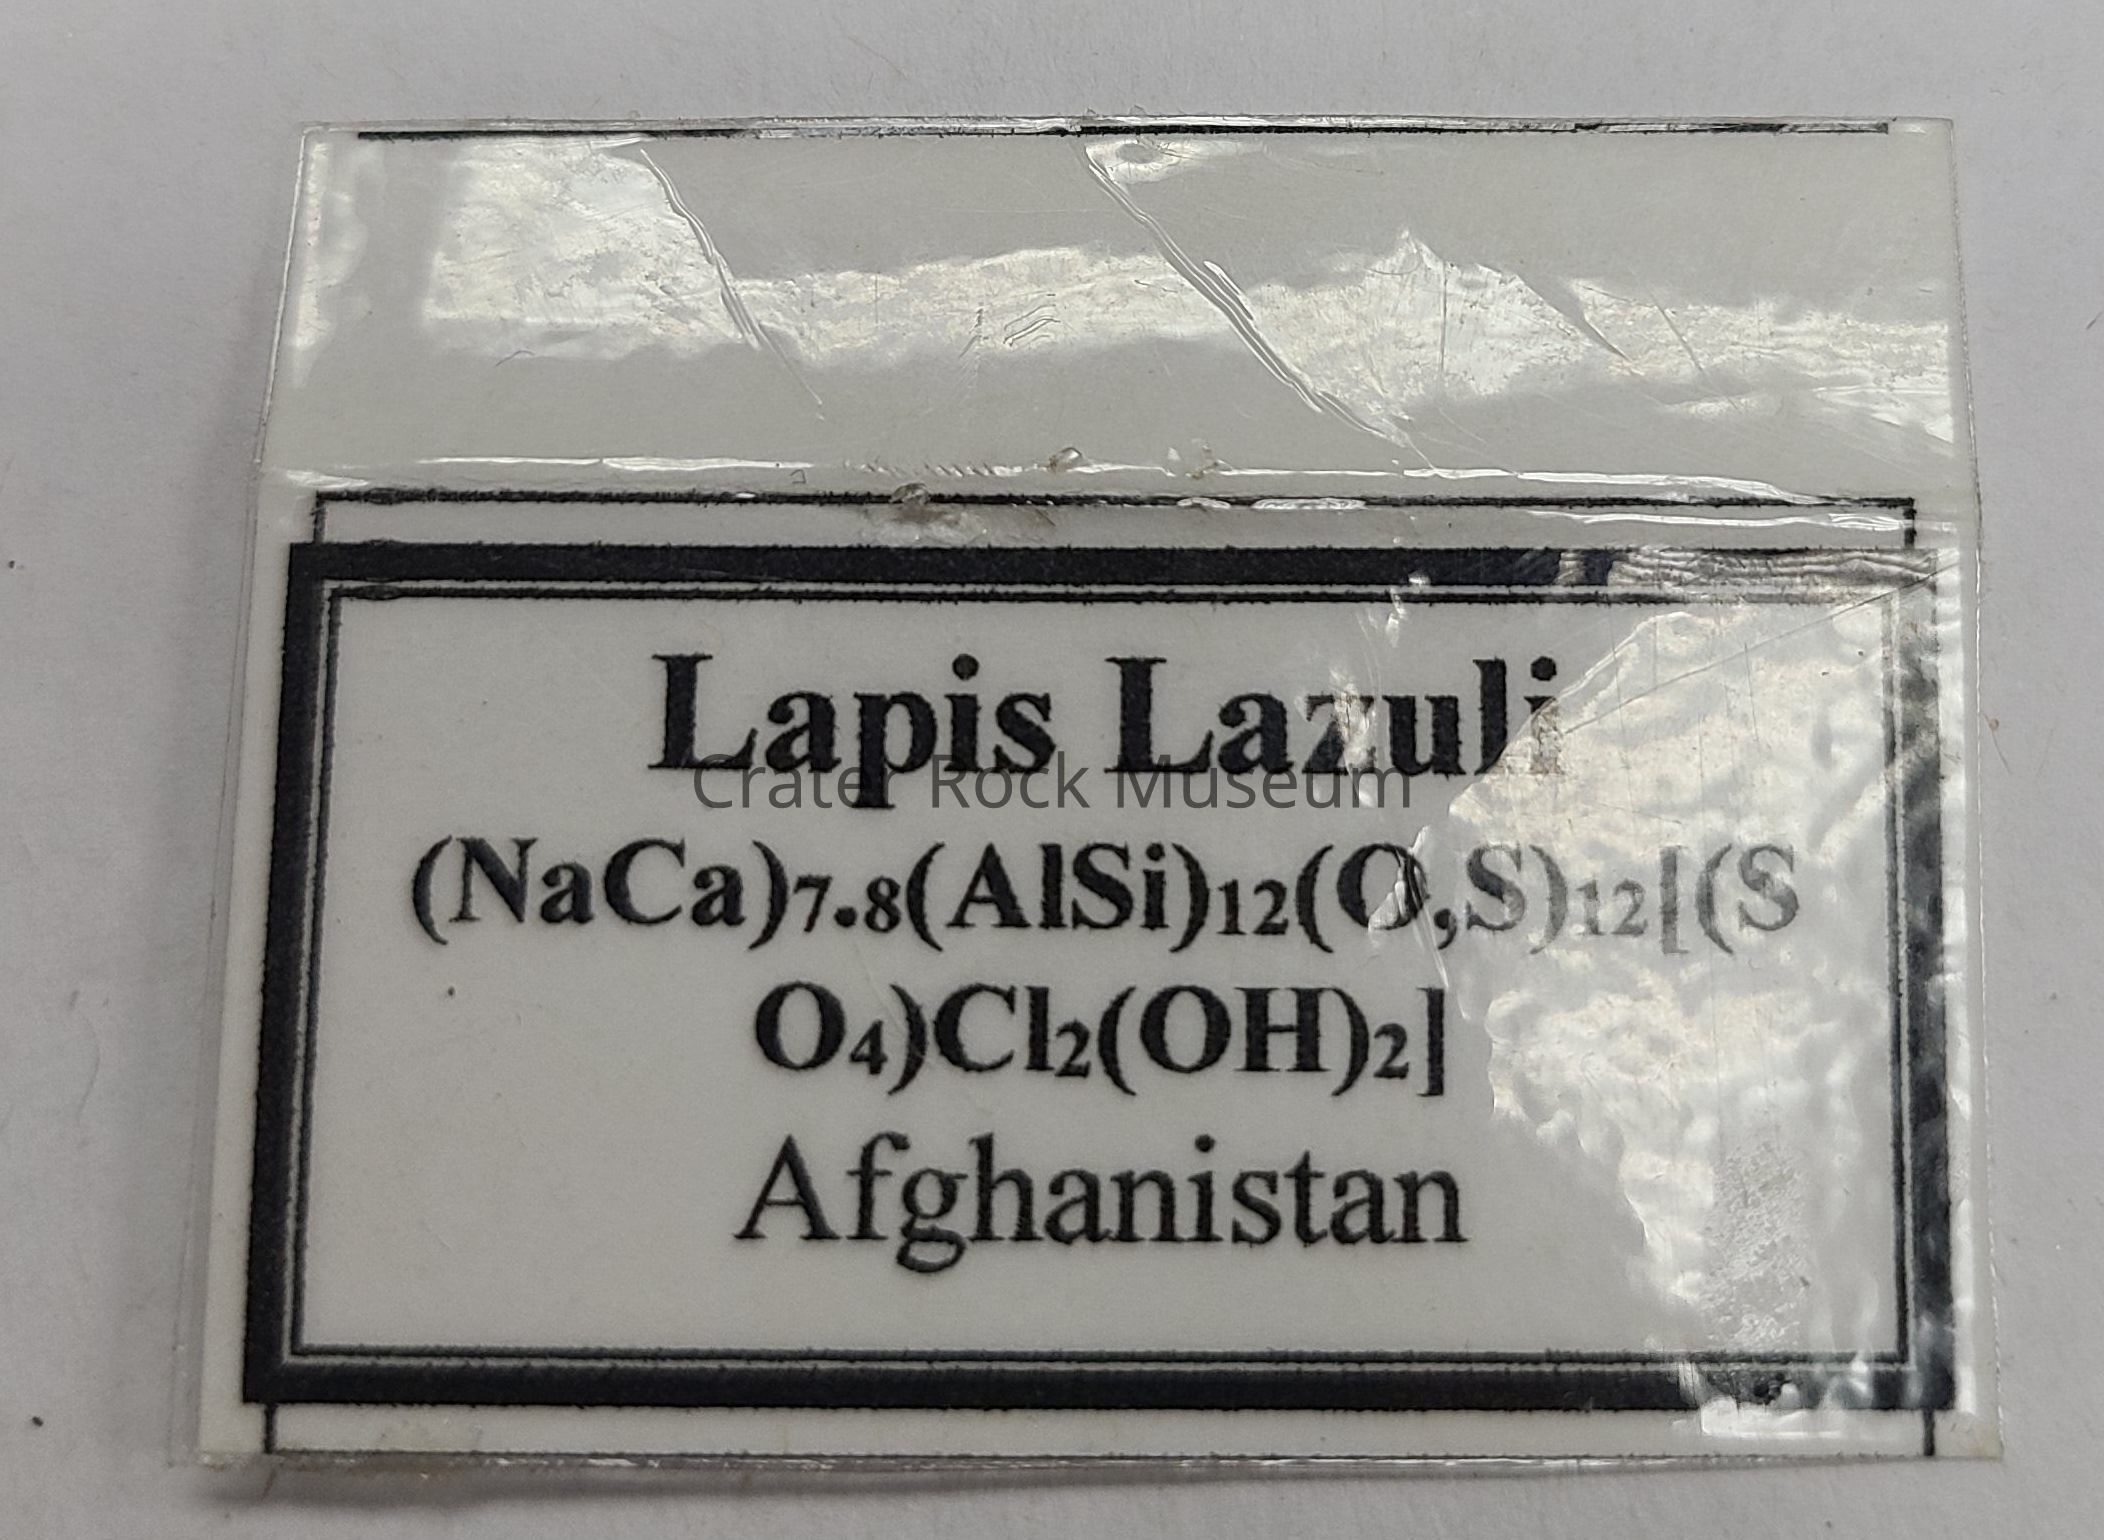 Lapis Lazuli
Crater Rock Museum
(NaCa)7.8(AlSi)12(O,S)12[(S
O4)Cl2(OH)2]
Afghanistan